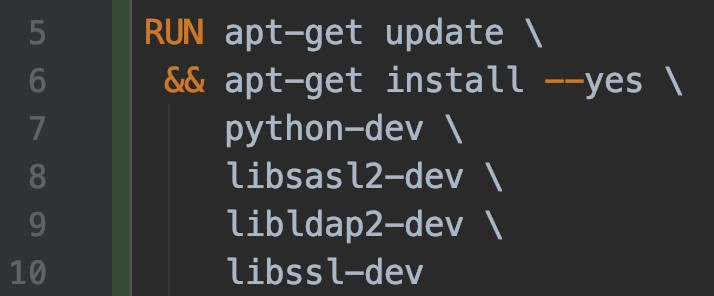 5 RUN apt-get update \
6 && apt-get install --yes \
7 python-dev \
8 libsasl2-dev \
9 libldap2-dev \
10 libssl-dev